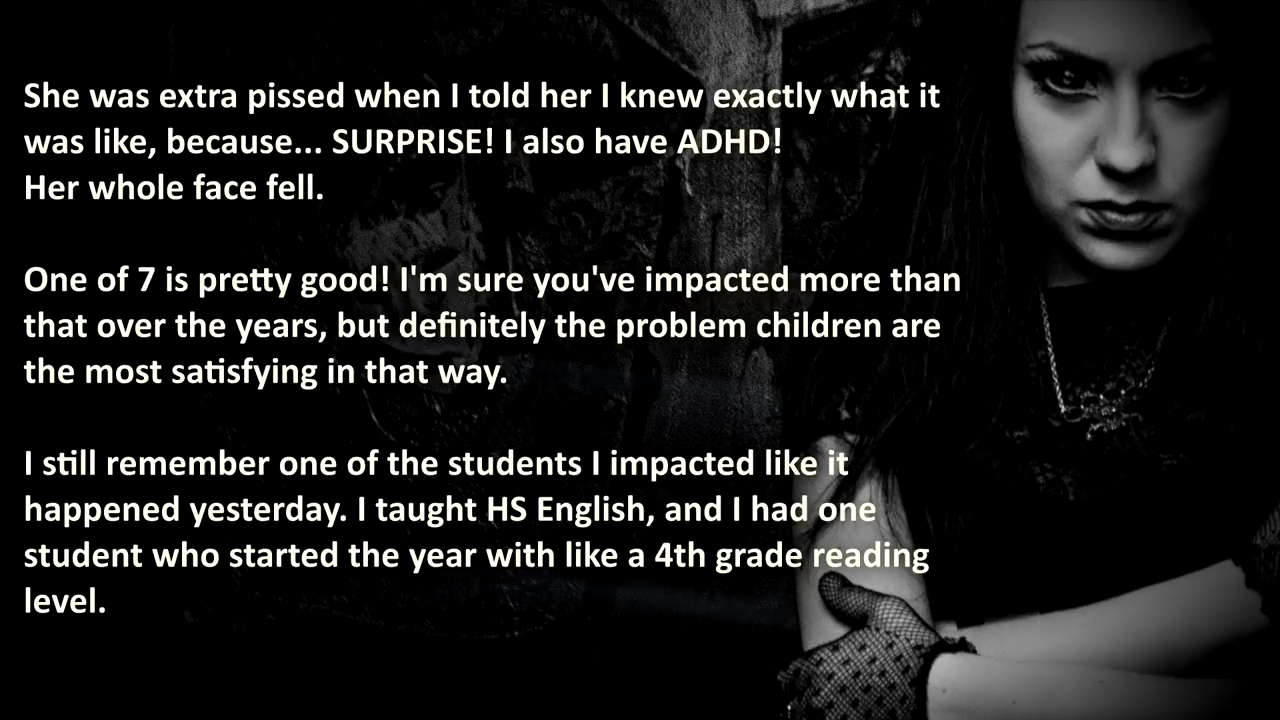 She was extra pissed when I told her I knew exactly what it
was like, because... SURPRISE! I also have ADHD!
Her whole face fell.
One of 7 is pretty good! I'm sure you've impacted more than
that over the years, but definitely the problem children are
the most satisfying in that way.
I still remember one of the students I impacted like it
happened yesterday. I taught HS English, and I had one
student who started the year with like a 4th grade reading
level.